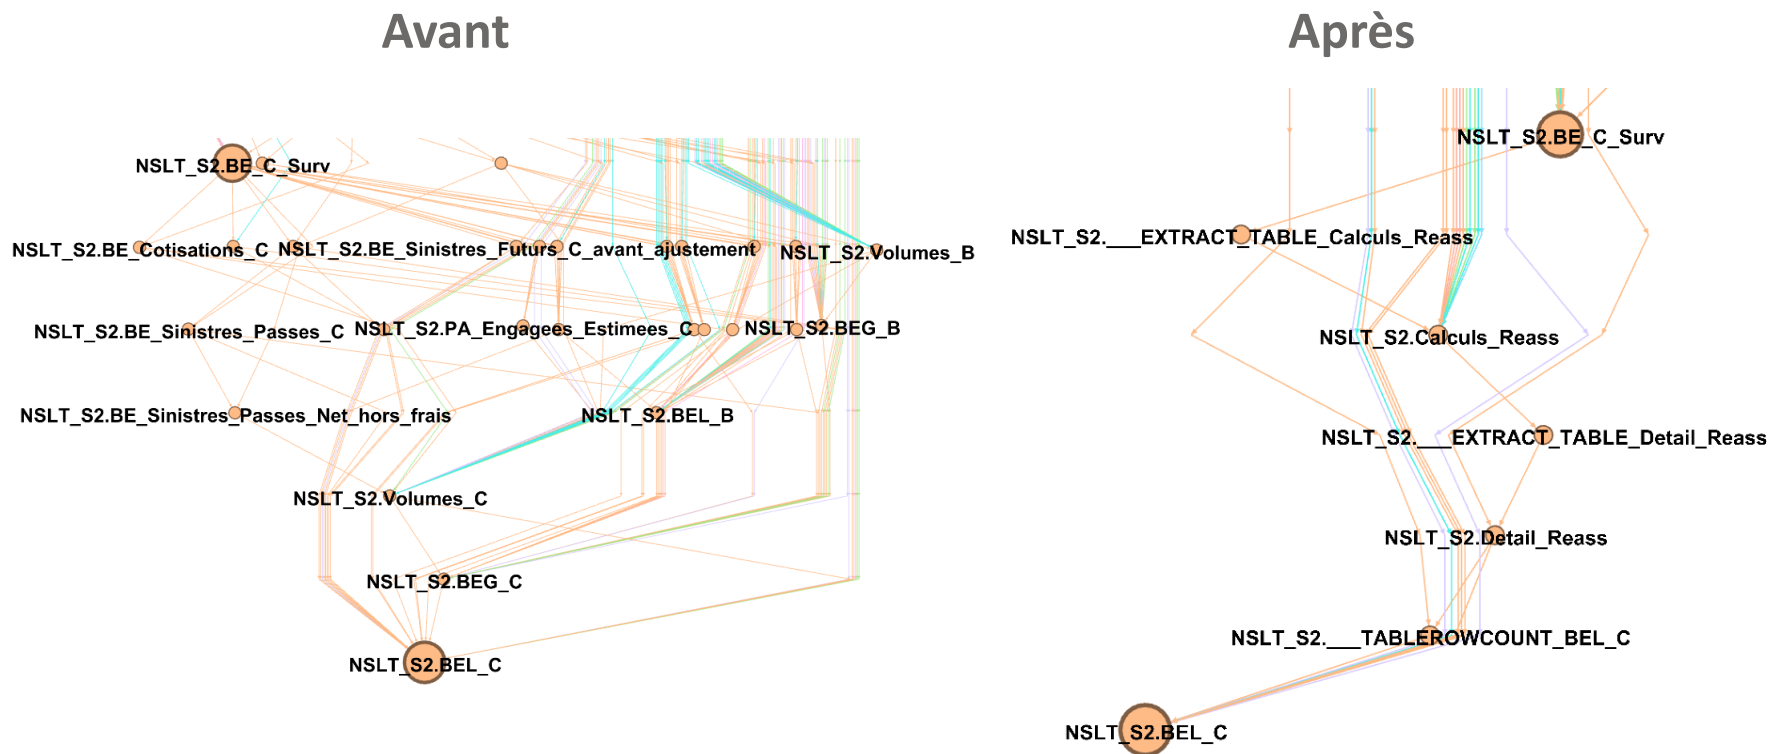 Avant
NSLT_S2.BE_C_Surv
NSLT_S2.BE_Cotisations_C
NSLT_S2.BE_Sinistres_Futurs_C_avant_ajustement
NSLT_S2.Volumes_B
NSLT_S2.BE_Sinistres_Passes_C
NSLT_S2.PA_Engagees_Estimees_C
NSLT_S2.BEG_B
NSLT_S2.BE_Sinistres_Passes_Net_hors_frais
NSLT_S2.BEL_B
NSLT_S2.Volumes_C
NSLT_S2.BEG_C
NSLT_S2.BEL_C
Après
NSLT_S2.BE_C_Surv
NSLT_S2.___EXTRACT_TABLE_Calculs_Reass
NSLT_S2.Calculs_Reass
NSLT_S2.___EXTRACT_TABLE_Detail_Reass
NSLT_S2.Detail_Reass
NSLT_S2.___TABLEROWCOUNT_BEL_C
NSLT_S2.BEL_C